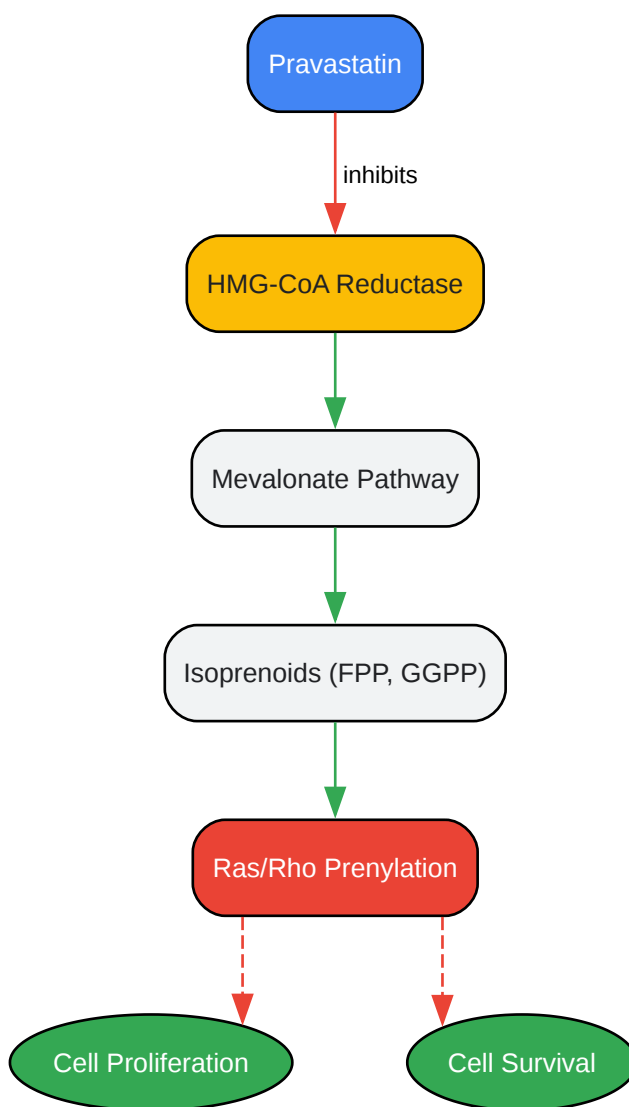 Pravastatin
inhibits
HMG-CoA Reductase
Mevalonate Pathway
Isoprenoids (FPP, GGPP)
Ras/Rho Prenylation
Cell Proliferation
Cell Survival